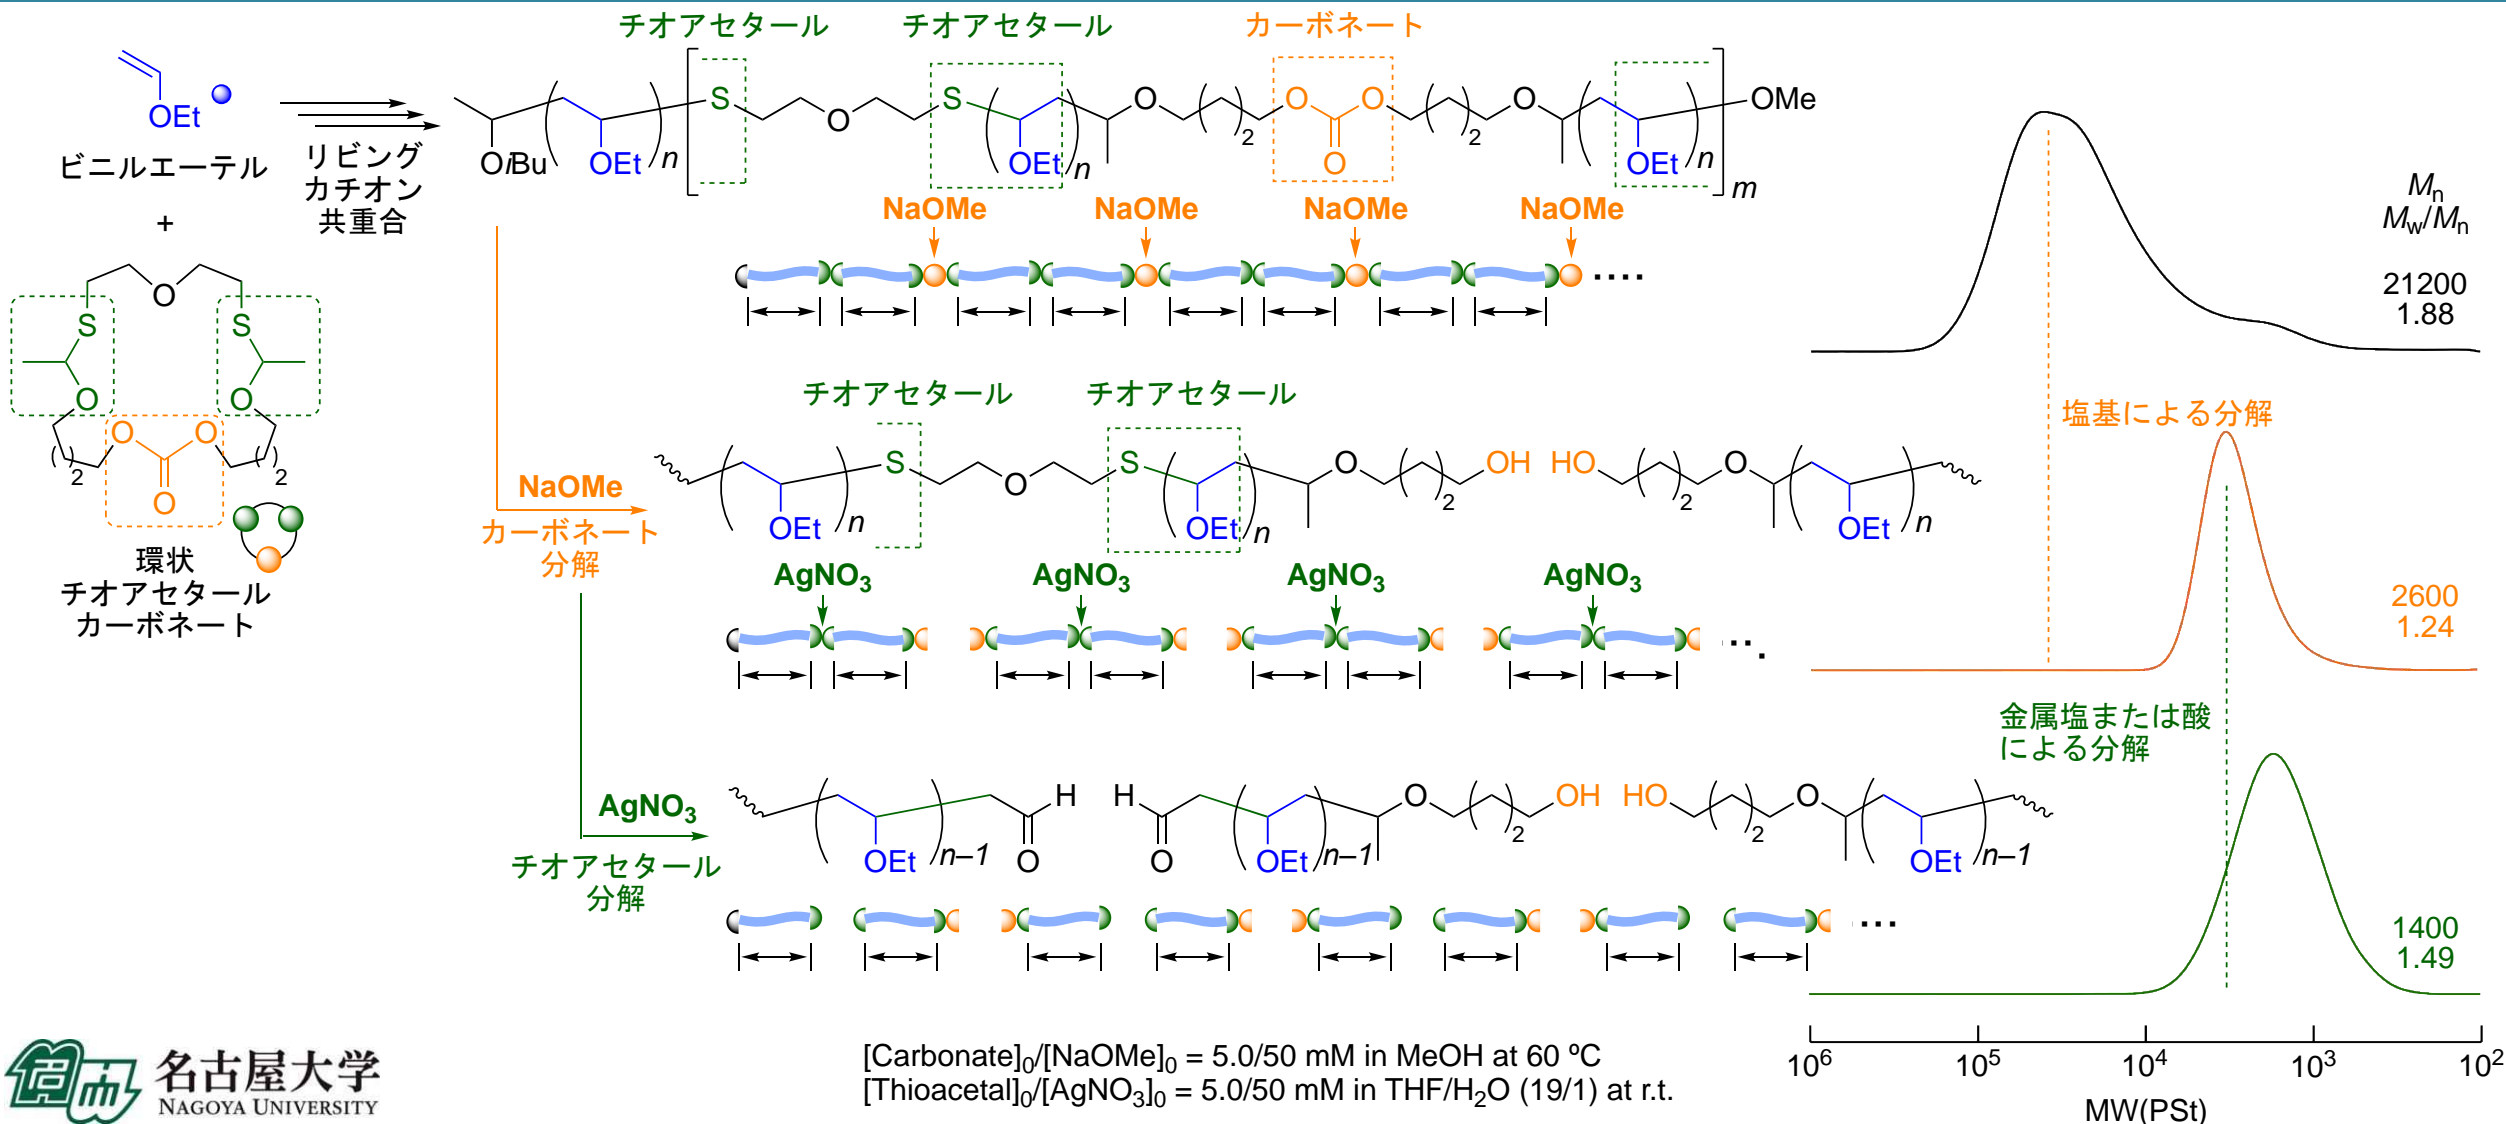 チオアセタール
チオアセタール
カーボネート
OEt
ビニルエーテル
+
リビング
カチオン
共重合
OiBu
OEt
n
S
O
S
OEt
n
O
2
O
O
O
2
O
OEt
n
m
OMe
NaOMe
NaOMe
NaOMe
NaOMe
....
O
S
S
O
O
O
O
O
2
2
環状
チオアセタール
カーボネート
NaOMe
カーボネート
分解
チオアセタール
チオアセタール
OEt
n
S
O
S
OEt
n
O
2
OH
HO
2
O
OEt
n
AgNO3
AgNO3
AgNO3
AgNO3
...
AgNO3
チオアセタール
分解
OEt
n–1
H
O
H
O
OEt
n–1
O
2
OH
HO
2
O
OEt
n–1
...
Mn
Mw/Mn
21200
1.88
塩基による分解
2600
1.24
金属塩または酸
による分解
1400
1.49
10^6
10^5
10^4
10^3
10^2
MW(PSt)
名古屋大学
NAGOYA UNIVERSITY
[Carbonate]0/[NaOMe]0 = 5.0/50 mM in MeOH at 60 ºC
[Thioacetal]0/[AgNO3]0 = 5.0/50 mM in THF/H2O (19/1) at r.t.